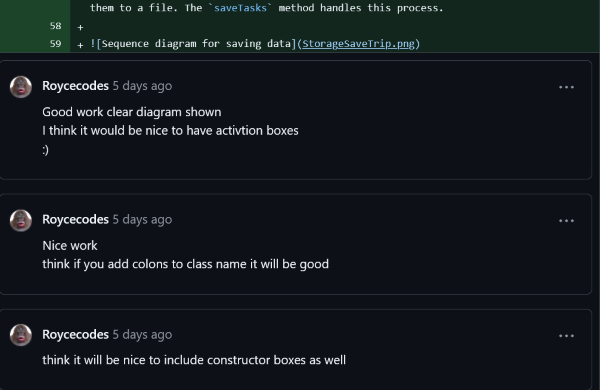 them to a file. The `saveTasks` method handles this process.
58 +
59 + ![Sequence diagram for saving data](StorageSaveTrip.png)
Roycecodes 5 days ago
Good work clear diagram shown
I think it would be nice to have activtion boxes
:)
Roycecodes 5 days ago
Nice work
think if you add colons to class name it will be good
Roycecodes 5 days ago
think it will be nice to include constructor boxes as well